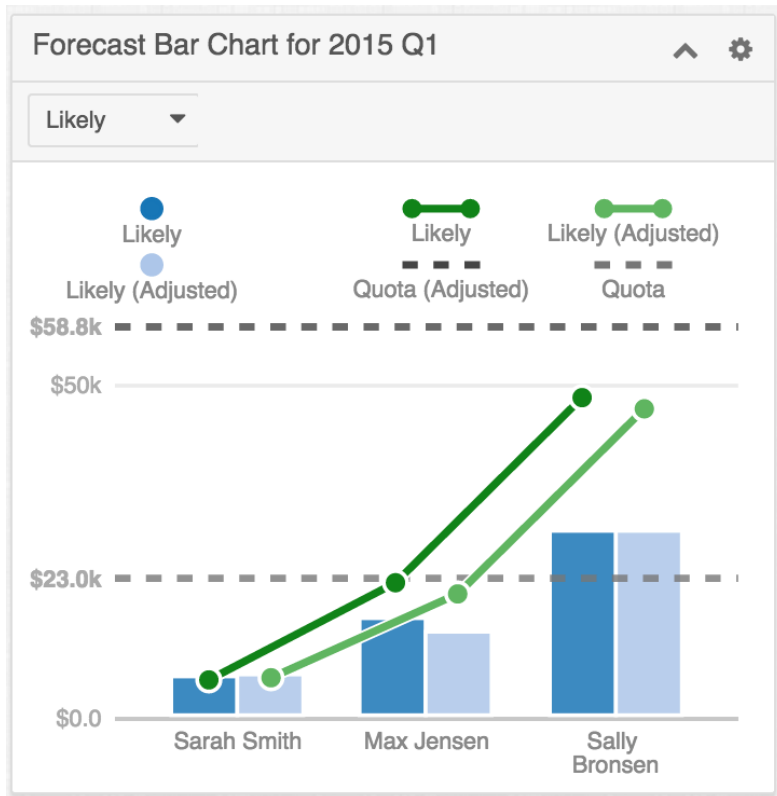 Forecast Bar Chart for 2015 Q1
Likely
Likely
Likely
Likely (Adjusted)
Likely (Adjusted)
Quota (Adjusted)
Quota
$58.8k
$50k
$23.0k
$0.0
Sarah Smith
Max Jensen
Sally
Bronsen